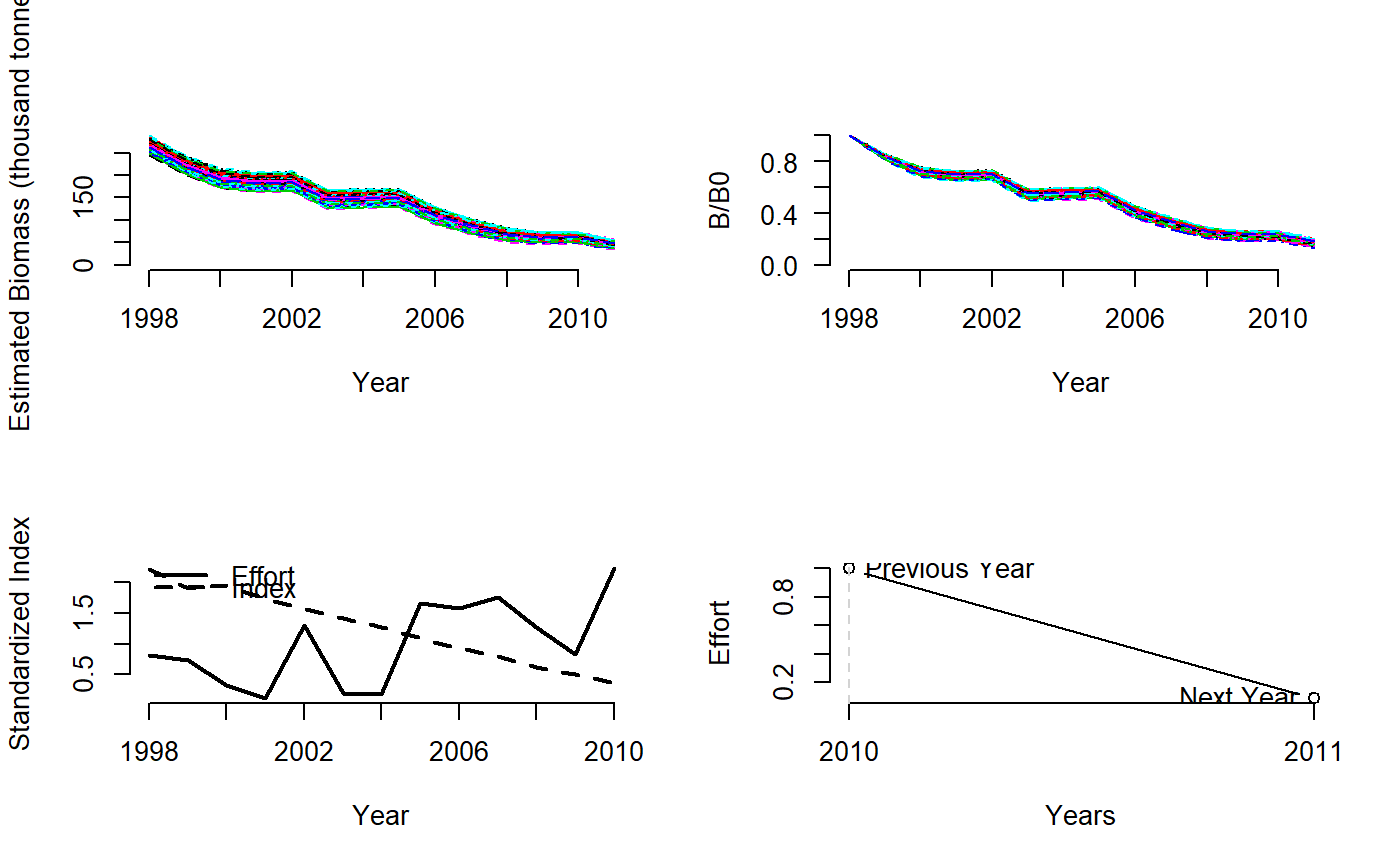 Estimated Biomass (thousand tonne
150
0
1998 2002 2006 2010
Year
B/B0
0.8
0.4
0.0
1998 2002 2006 2010
Year
Standardized Index
1.5
0.5
Effort
Index
1998 2002 2006 2010
Year
Effort
0.8
0.2
Previous Year
Next Year
2010 2011
Years